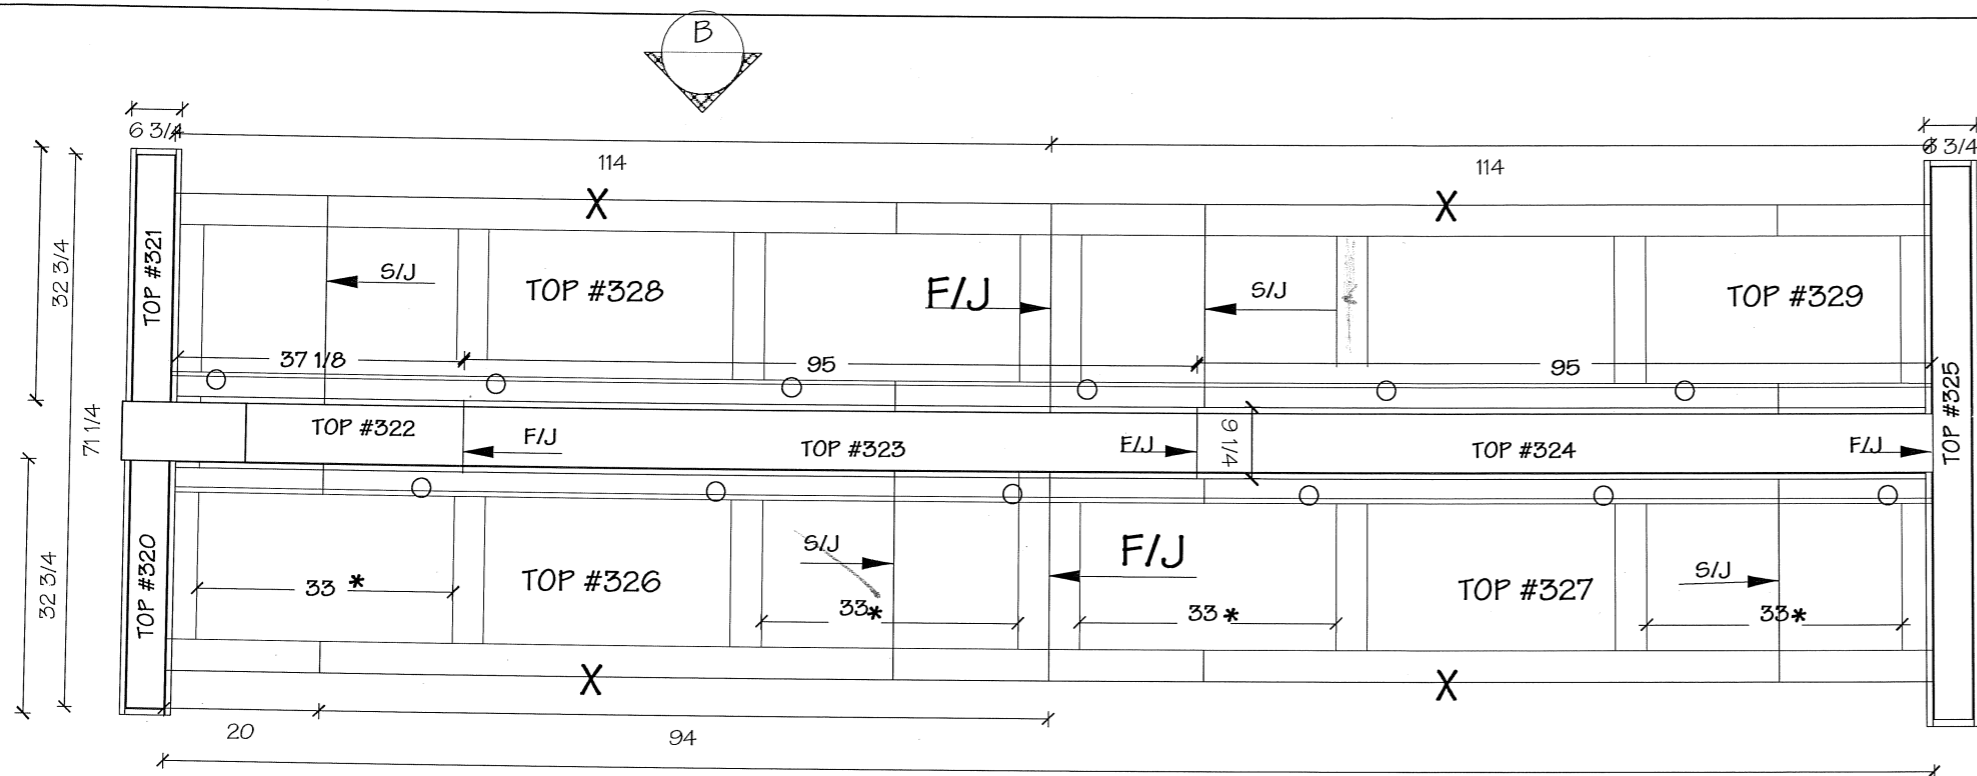 B
6 3/4
114
114
6 3/4
X
X
32 3/4
TOP #321
S/J
TOP #328
F/J
S/J
TOP #329
37 1/8
95
95
71 1/4
TOP #322
F/J
TOP #323
F/J
9 1/4
TOP #324
F/J
TOP #325
32 3/4
TOP #320
33 *
TOP #326
S/J
33*
F/J
33 *
TOP #327
S/J
33*
X
X
20
94